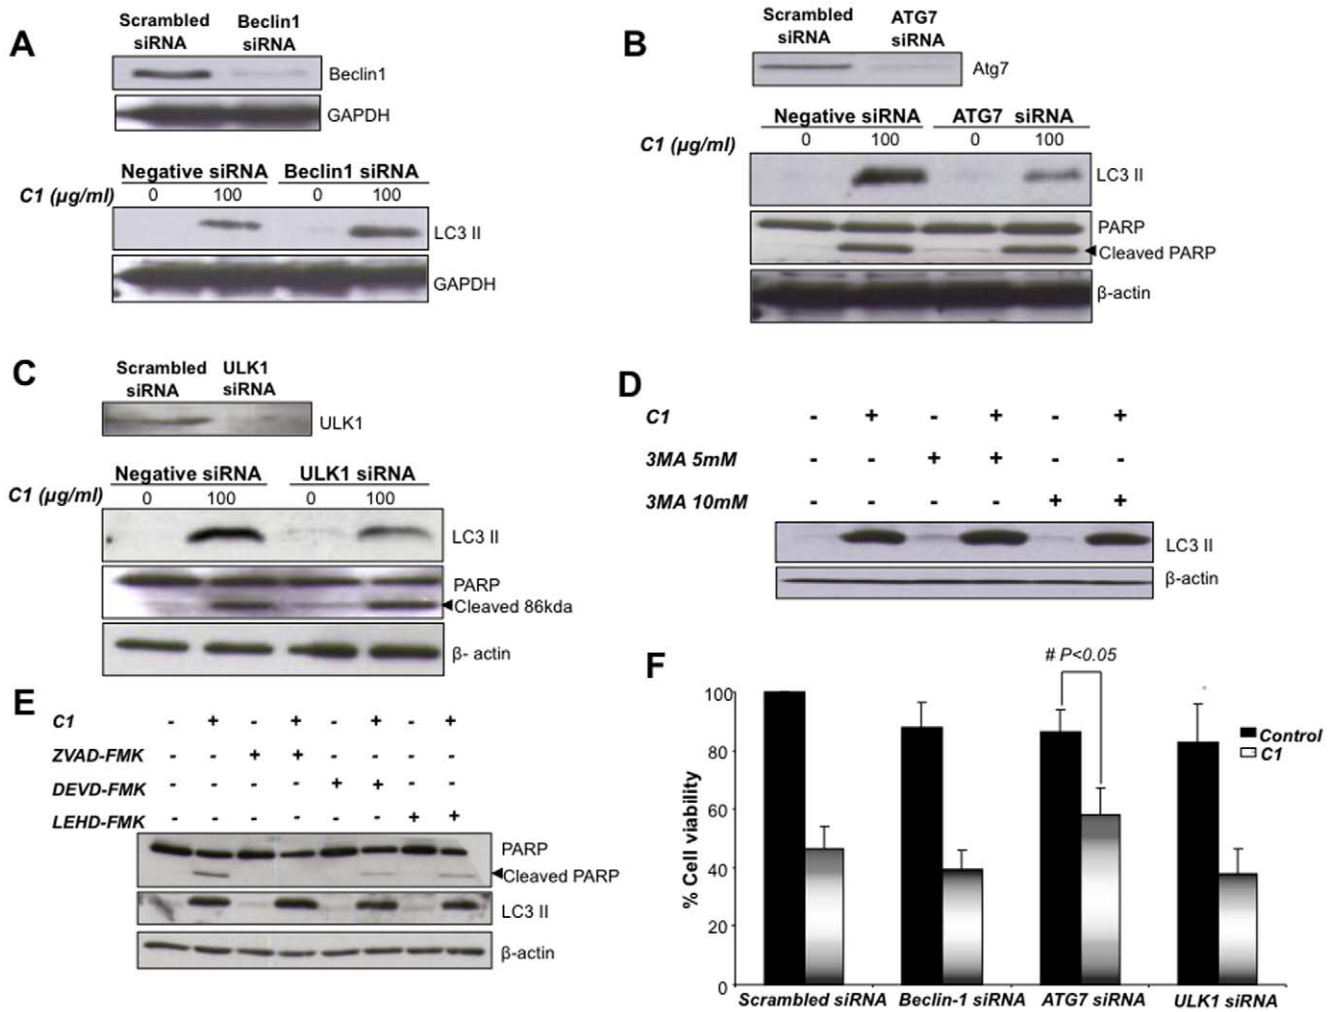 A
Scrambled siRNA
Beclin1 siRNA
Beclin1
GAPDH
Negative siRNA Beclin1 siRNA
C1 (µg/ml) 0 100 0 100
LC3 II
GAPDH
B
Scrambled siRNA
ATG7 siRNA
Atg7
Negative siRNA ATG7 siRNA
C1 (µg/ml) 0 100 0 100
LC3 II
PARP
Cleaved PARP
β-actin
C
Scrambled siRNA
ULK1 siRNA
ULK1
Negative siRNA ULK1 siRNA
C1 (µg/ml) 0 100 0 100
LC3 II
PARP
Cleaved 86kda
β- actin
D
C1 - + - + - +
3MA 5mM - - + + - -
3MA 10mM - - - - + +
LC3 II
β-actin
E
C1 - + - + - + - +
ZVAD-FMK - - + + - - - -
DEVD-FMK - - - - + + - -
LEHD-FMK - - - - - - + +
PARP
Cleaved PARP
LC3 II
β-actin
F
# P<0.05
% Cell viability
100
80
60
40
20
0
Control
C1
Scrambled siRNA Beclin-1 siRNA ATG7 siRNA ULK1 siRNA